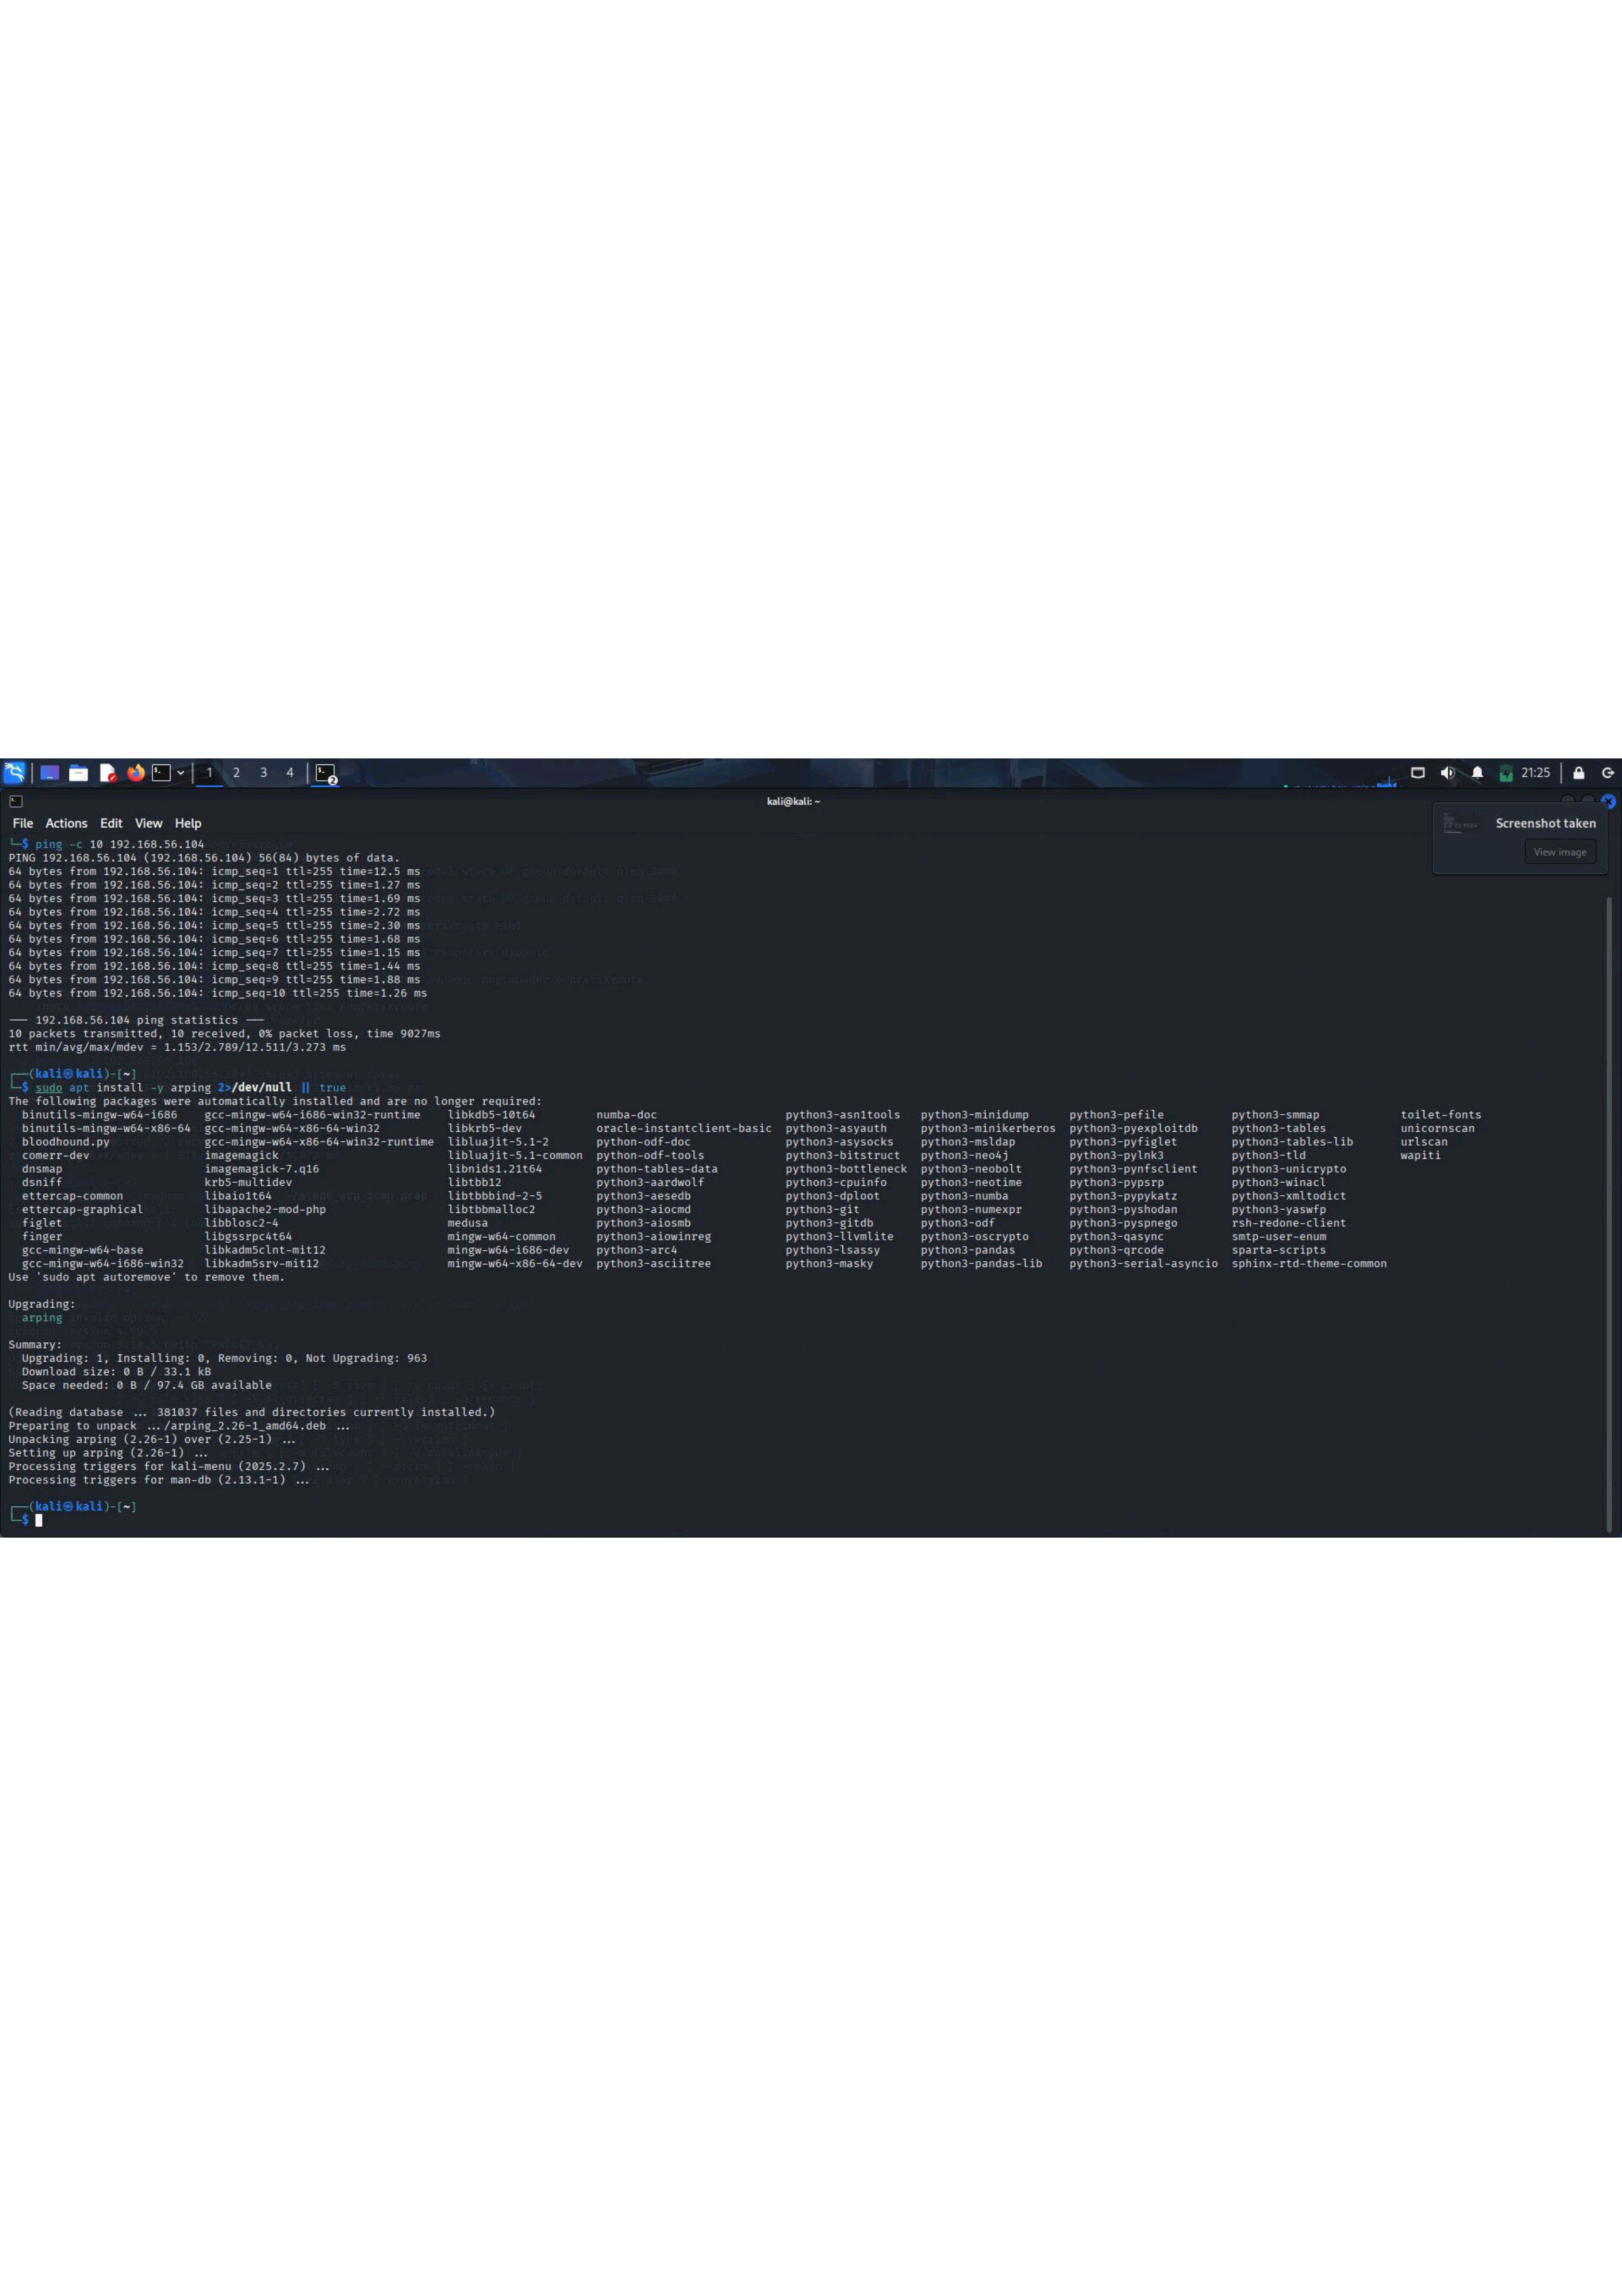 1 2 3 4 2 21:25
kali@kali: ~
File Actions Edit View Help
Screenshot taken
View image
└─$ ping -c 10 192.168.56.104
PING 192.168.56.104 (192.168.56.104) 56(84) bytes of data.
64 bytes from 192.168.56.104: icmp_seq=1 ttl=255 time=12.5 ms
64 bytes from 192.168.56.104: icmp_seq=2 ttl=255 time=1.27 ms
64 bytes from 192.168.56.104: icmp_seq=3 ttl=255 time=1.69 ms
64 bytes from 192.168.56.104: icmp_seq=4 ttl=255 time=2.72 ms
64 bytes from 192.168.56.104: icmp_seq=5 ttl=255 time=2.30 ms
64 bytes from 192.168.56.104: icmp_seq=6 ttl=255 time=1.68 ms
64 bytes from 192.168.56.104: icmp_seq=7 ttl=255 time=1.15 ms
64 bytes from 192.168.56.104: icmp_seq=8 ttl=255 time=1.44 ms
64 bytes from 192.168.56.104: icmp_seq=9 ttl=255 time=1.88 ms
64 bytes from 192.168.56.104: icmp_seq=10 ttl=255 time=1.26 ms
── 192.168.56.104 ping statistics ──
10 packets transmitted, 10 received, 0% packet loss, time 9027ms
rtt min/avg/max/mdev = 1.153/2.789/12.511/3.273 ms
┌──(kali㉿kali)-[~]
└─$ sudo apt install -y arping 2>/dev/null || true
The following packages were automatically installed and are no longer required:
binutils-mingw-w64-i686 gcc-mingw-w64-i686-win32-runtime libkdb5-10t64 numba-doc python3-asn1tools python3-minidump python3-pefile python3-smmap toilet-fonts
binutils-mingw-w64-x86-64 gcc-mingw-w64-x86-64-win32 libkrb5-dev oracle-instantclient-basic python3-asyauth python3-minikerberos python3-pyexploitdb python3-tables unicornscan
bloodhound.py gcc-mingw-w64-x86-64-win32-runtime libluajit-5.1-2 python-odf-doc python3-asysocks python3-msldap python3-pyfiglet python3-tables-lib urlscan
comerr-dev imagemagick libluajit-5.1-common python-odf-tools python3-bitstruct python3-neo4j python3-pylnk3 python3-tld wapiti
dnsmap imagemagick-7.q16 libnids1.21t64 python-tables-data python3-bottleneck python3-neobolt python3-pynfsclient python3-unicrypto
dsniff krb5-multidev libtbb12 python3-aardwolf python3-cpuinfo python3-neotime python3-pypsrp python3-winacl
ettercap-common libaio1t64 libtbbbind-2-5 python3-aesedb python3-dploot python3-numba python3-pypykatz python3-xmltodict
ettercap-graphical libapache2-mod-php libtbbmalloc2 python3-aiocmd python3-git python3-numexpr python3-pyshodan python3-yaswfp
figlet libblosc2-4 medusa python3-aiosmb python3-gitdb python3-odf python3-pyspnego rsh-redone-client
finger libgssrpc4t64 mingw-w64-common python3-aiowinreg python3-llvmlite python3-oscrypto python3-qasync smtp-user-enum
gcc-mingw-w64-base libkadm5clnt-mit12 mingw-w64-i686-dev python3-arc4 python3-lsassy python3-pandas python3-qrcode sparta-scripts
gcc-mingw-w64-i686-win32 libkadm5srv-mit12 mingw-w64-x86-64-dev python3-asciitree python3-masky python3-pandas-lib python3-serial-asyncio sphinx-rtd-theme-common
Use 'sudo apt autoremove' to remove them.
Upgrading:
arping
Summary:
Upgrading: 1, Installing: 0, Removing: 0, Not Upgrading: 963
Download size: 0 B / 33.1 kB
Space needed: 0 B / 97.4 GB available
(Reading database ... 381037 files and directories currently installed.)
Preparing to unpack .../arping_2.26-1_amd64.deb ...
Unpacking arping (2.26-1) over (2.25-1) ...
Setting up arping (2.26-1) ...
Processing triggers for kali-menu (2025.2.7) ...
Processing triggers for man-db (2.13.1-1) ...
┌──(kali㉿kali)-[~]
└─$